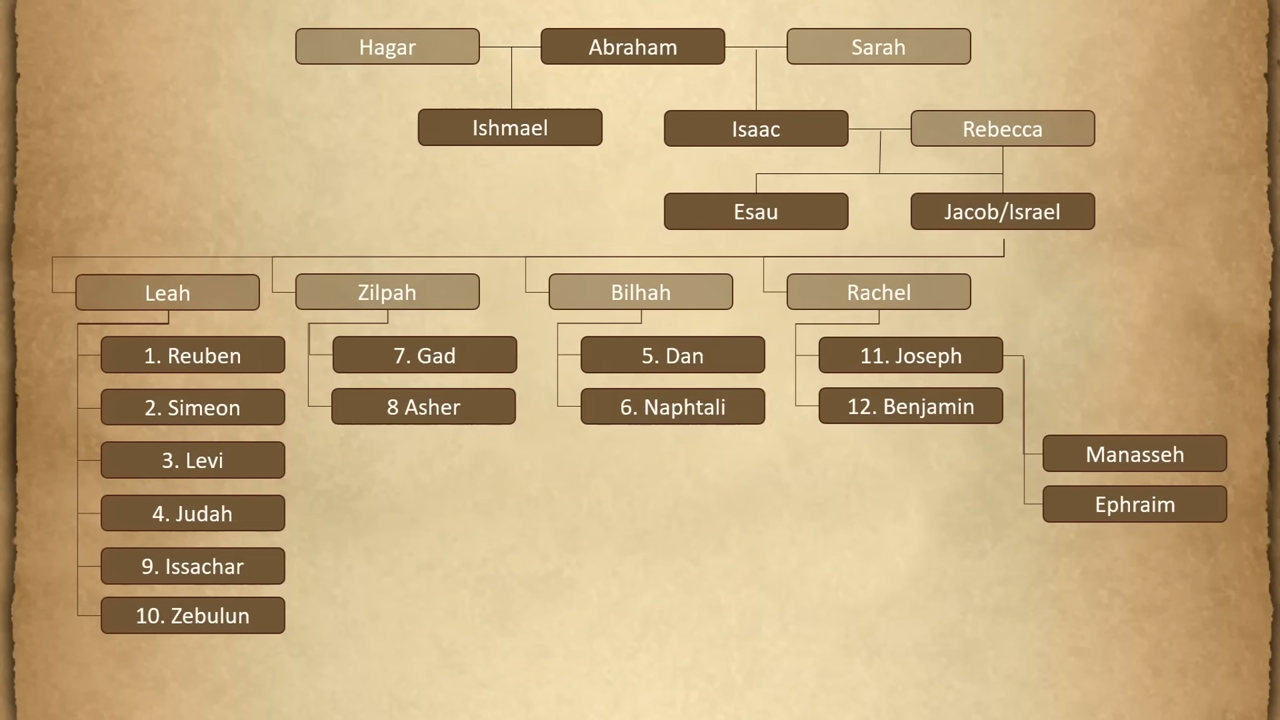 Hagar
Abraham
Sarah
Ishmael
Isaac
Rebecca
Esau
Jacob/Israel
Leah
Zilpah
Bilhah
Rachel
1. Reuben
7. Gad
5. Dan
11. Joseph
2. Simeon
8 Asher
6. Naphtali
12. Benjamin
3. Levi
Manasseh
4. Judah
Ephraim
9. Issachar
10. Zebulun